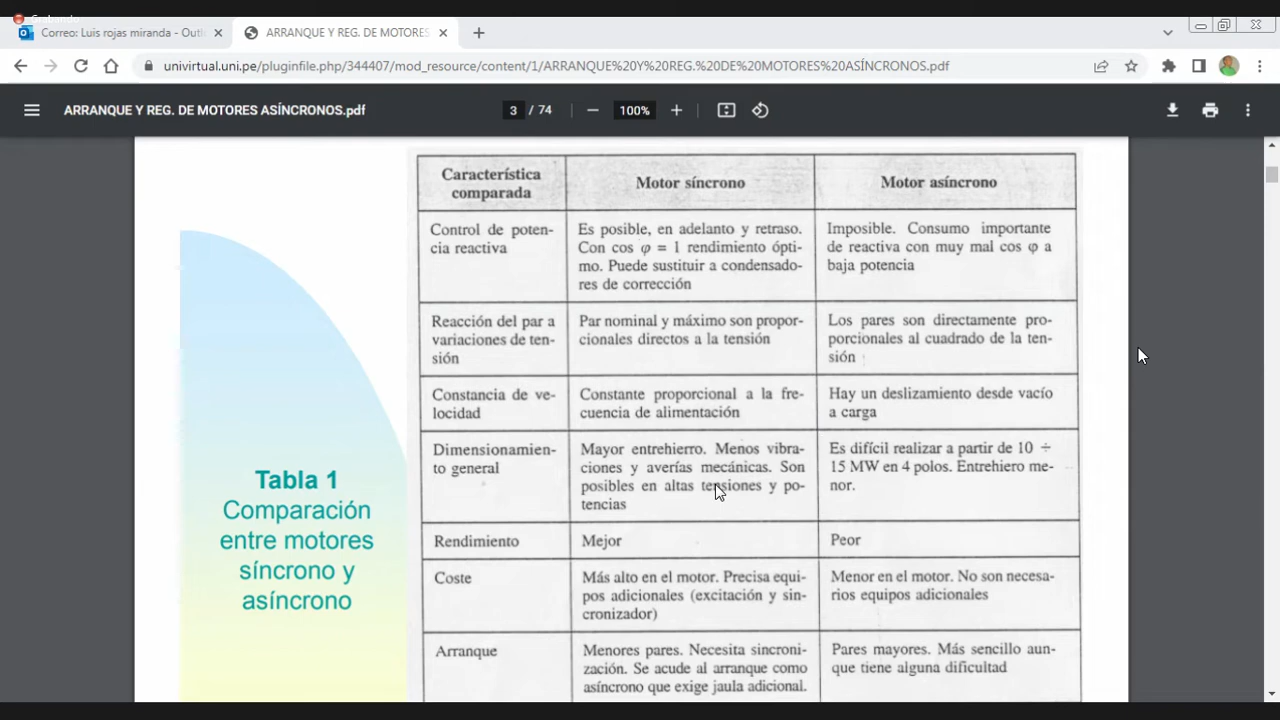 Grabando
Correo: Luis rojas miranda - Outl
ARRANQUE Y REG. DE MOTORES
univirtual.uni.pe/pluginfile.php/344407/mod_resource/content/1/ARRANQUE%20Y%20REG.%20DE%20MOTORES%20ASÍNCRONOS.pdf
ARRANQUE Y REG. DE MOTORES ASÍNCRONOS.pdf
3 / 74
100%
Tabla 1
Comparación
entre motores
síncrono y
asíncrono
Característica
comparada
Motor síncrono
Motor asíncrono
Control de poten-
cia reactiva
Es posible, en adelanto y retraso.
Con cos φ = 1 rendimiento ópti-
mo. Puede sustituir a condensado-
res de corrección
Imposible. Consumo importante
de reactiva con muy mal cos φ a
baja potencia
Reacción del par a
variaciones de ten-
sión
Par nominal y máximo son propor-
cionales directos a la tensión
Los pares son directamente pro-
porcionales al cuadrado de la ten-
sión
Constancia de ve-
locidad
Constante proporcional a la fre-
cuencia de alimentación
Hay un deslizamiento desde vacío
a carga
Dimensionamien-
to general
Mayor entrehierro. Menos vibra-
ciones y averías mecánicas. Son
posibles en altas tensiones y po-
tencias
Es difícil realizar a partir de 10 ÷
15 MW en 4 polos. Entrehiero me-
nor.
Rendimiento
Mejor
Peor
Coste
Más alto en el motor. Precisa equi-
pos adicionales (excitación y sin-
cronizador)
Menor en el motor. No son necesa-
rios equipos adicionales
Arranque
Menores pares. Necesita sincroni-
zación. Se acude al arranque como
asíncrono que exige jaula adicional.
Pares mayores. Más sencillo aun-
que tiene alguna dificultad